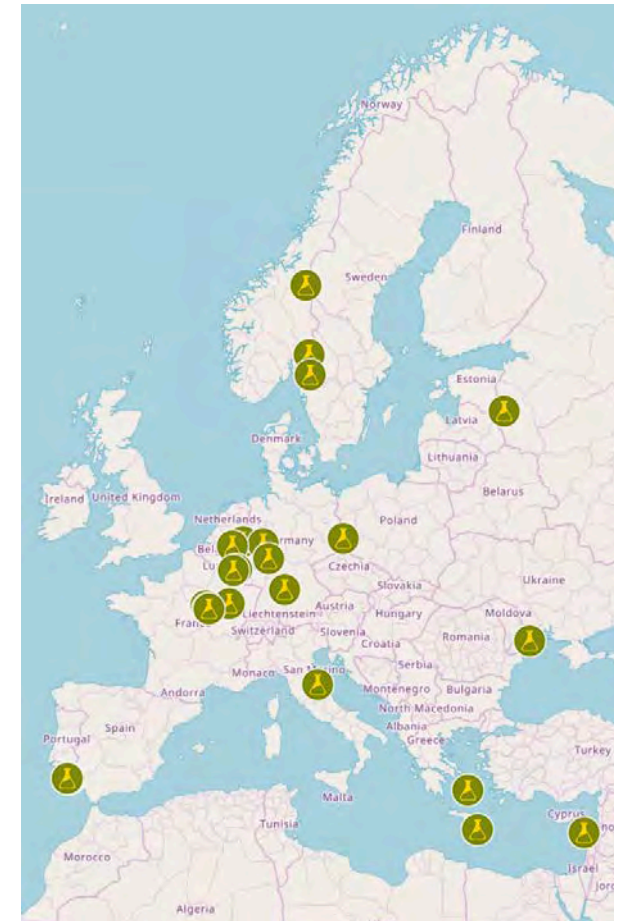 Norway
Finland
Sweden
Estonia
Latvia
Denmark
Lithuania
Belarus
Ireland
United Kingdom
Netherlands
Poland
Czechia
Ukraine
Slovakia
Moldova
Liechtenstein
Austria
Hungary
Switzerland
Slovenia
Romania
Croatia
Serbia
Monaco
Andorra
Montenegro
Bulgaria
North Macedonia
Spain
Albania
Portugal
Greece
Turkey
Malta
Cyprus
Tunisia
Morocco
Israel
Algeria